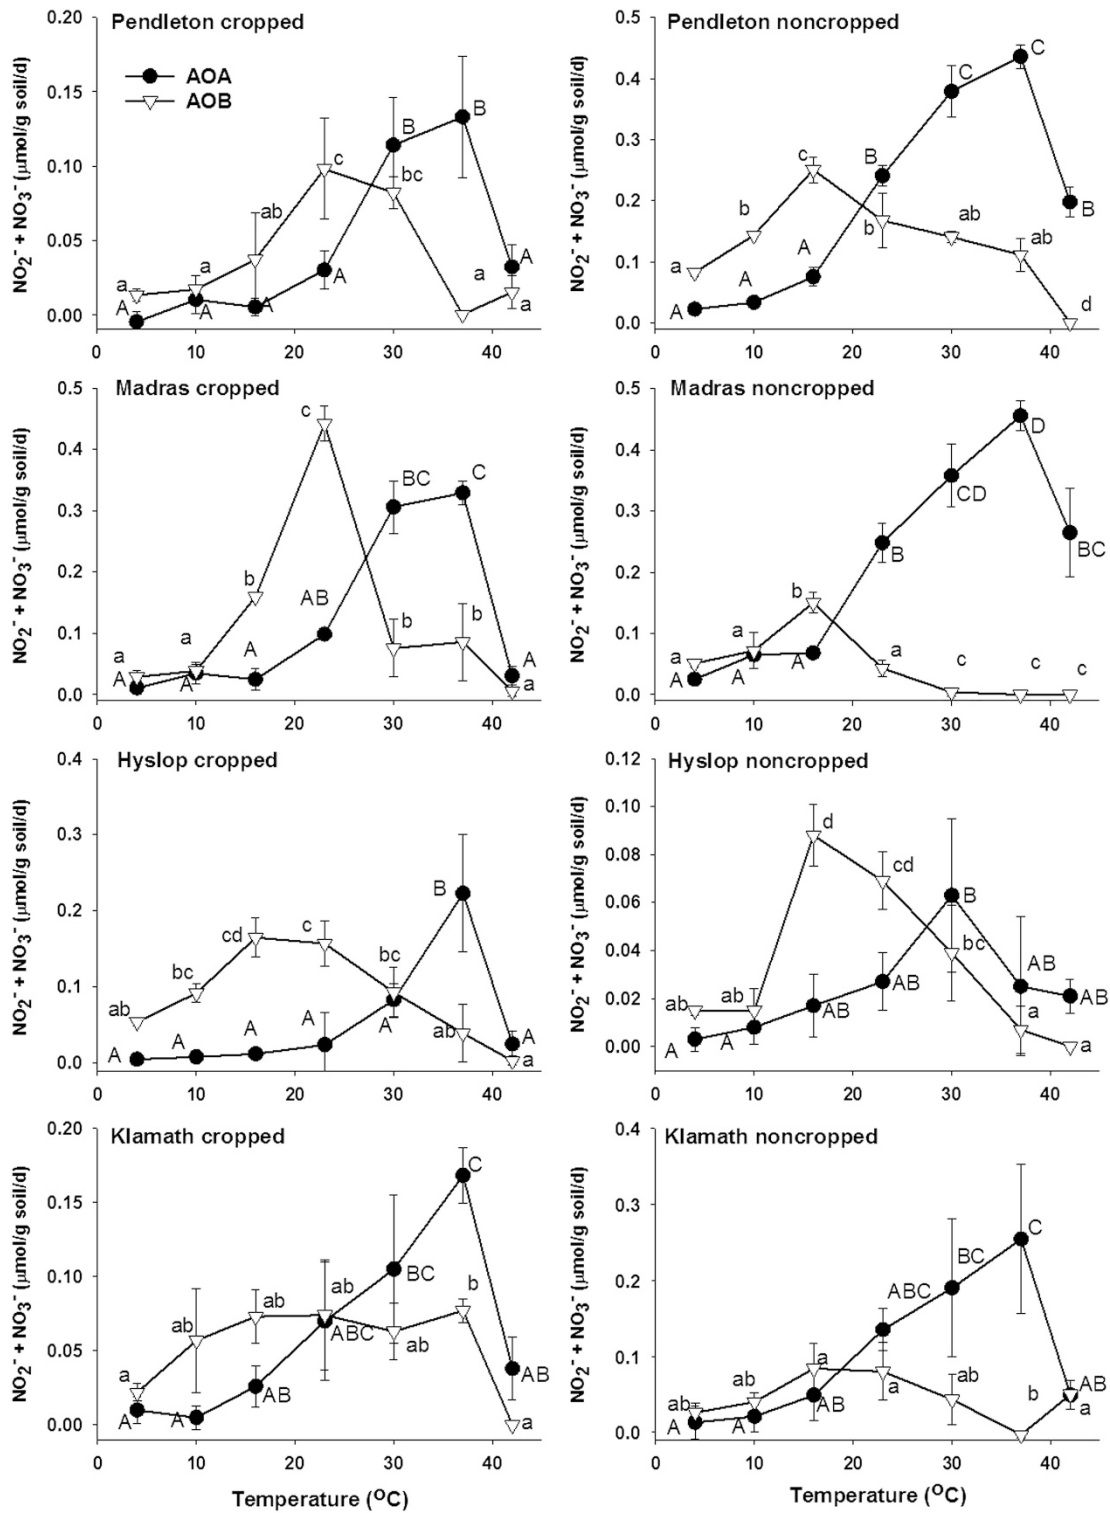 Pendleton cropped
AOA
AOB
NO2- + NO3- (μmol/g soil/d)
0.20
0.15
0.10
0.05
0.00
a
A
a
A
ab
A
c
A
B
bc
B
a
A
a
0 10 20 30 40
Pendleton noncropped
NO2- + NO3- (μmol/g soil/d)
0.5
0.4
0.3
0.2
0.1
0.0
a
A
b
A
c
A
B
b
C
ab
C
ab
B
d
0 10 20 30 40
Madras cropped
NO2- + NO3- (μmol/g soil/d)
0.5
0.4
0.3
0.2
0.1
0.0
a
A
a
A
b
A
c
AB
BC
b
C
b
A
a
0 10 20 30 40
Madras noncropped
NO2- + NO3- (μmol/g soil/d)
0.5
0.4
0.3
0.2
0.1
0.0
a
A
a
A
b
A
B
a
CD
c
D
c
BC
c
0 10 20 30 40
Hyslop cropped
NO2- + NO3- (μmol/g soil/d)
0.4
0.3
0.2
0.1
0.0
ab
A
bc
A
cd
A
c
A
bc
A
B
ab
A
a
0 10 20 30 40
Hyslop noncropped
NO2- + NO3- (μmol/g soil/d)
0.12
0.10
0.08
0.06
0.04
0.02
0.00
ab
A
ab
A
d
AB
cd
AB
B
bc
AB
a
AB
a
0 10 20 30 40
Klamath cropped
NO2- + NO3- (μmol/g soil/d)
0.20
0.15
0.10
0.05
0.00
a
A
ab
A
ab
AB
ab
ABC
BC
ab
C
b
AB
a
0 10 20 30 40
Temperature (OC)
Klamath noncropped
NO2- + NO3- (μmol/g soil/d)
0.4
0.3
0.2
0.1
0.0
ab
A
ab
A
a
AB
ABC
a
BC
ab
C
b
AB
a
0 10 20 30 40
Temperature (OC)